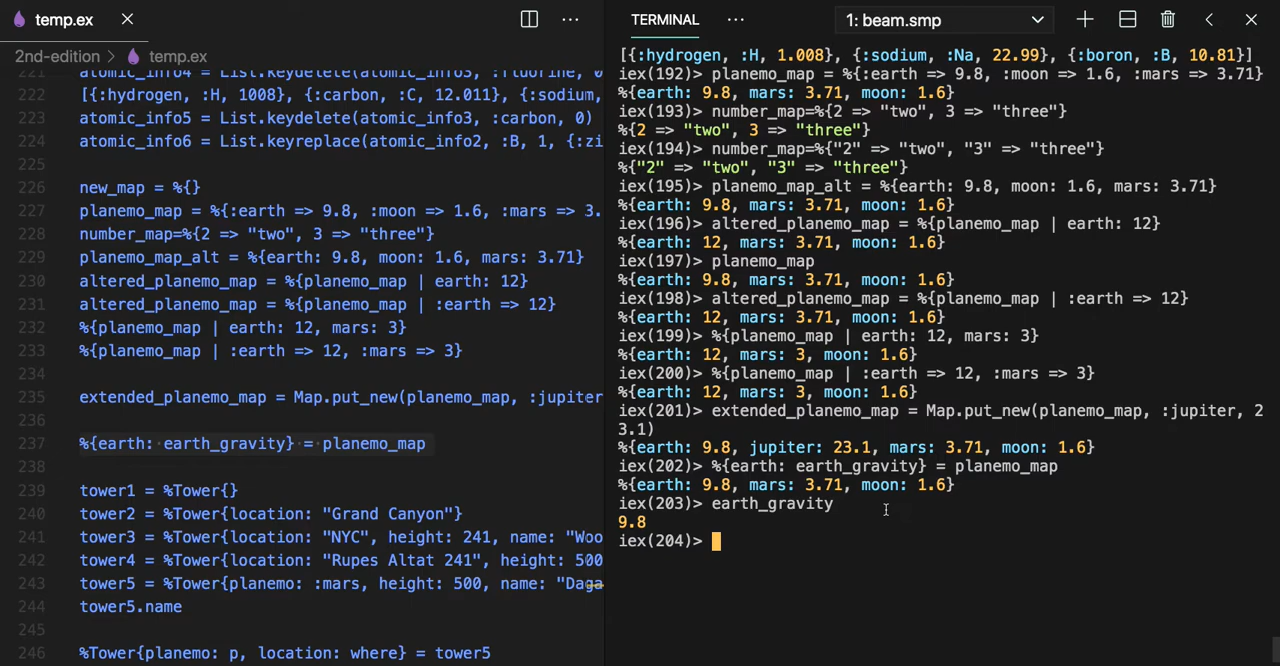 temp.ex
2nd-edition > temp.ex
221 atomic_info4 = List.keydelete(atomic_info3, :fluorine, 0
222 [{:hydrogen, :H, 1008}, {:carbon, :C, 12.011}, {:sodium,
223 atomic_info5 = List.keydelete(atomic_info3, :carbon, 0)
224 atomic_info6 = List.keyreplace(atomic_info2, :B, 1, {:zi
225
226 new_map = %{}
227 planemo_map = %{:earth => 9.8, :moon => 1.6, :mars => 3.
228 number_map=%{2 => "two", 3 => "three"}
229 planemo_map_alt = %{earth: 9.8, moon: 1.6, mars: 3.71}
230 altered_planemo_map = %{planemo_map | earth: 12}
231 altered_planemo_map = %{planemo_map | :earth => 12}
232 %{planemo_map | earth: 12, mars: 3}
233 %{planemo_map | :earth => 12, :mars => 3}
234
235 extended_planemo_map = Map.put_new(planemo_map, :jupiter
236
237 %{earth: earth_gravity} = planemo_map
238
239 tower1 = %Tower{}
240 tower2 = %Tower{location: "Grand Canyon"}
241 tower3 = %Tower{location: "NYC", height: 241, name: "Woo
242 tower4 = %Tower{location: "Rupes Altat 241", height: 500
243 tower5 = %Tower{planemo: :mars, height: 500, name: "Daga
244 tower5.name
245
246 %Tower{planemo: p, location: where} = tower5
TERMINAL
1: beam.smp
[{:hydrogen, :H, 1.008}, {:sodium, :Na, 22.99}, {:boron, :B, 10.81}]
iex(192)> planemo_map = %{:earth => 9.8, :moon => 1.6, :mars => 3.71}
%{earth: 9.8, mars: 3.71, moon: 1.6}
iex(193)> number_map=%{2 => "two", 3 => "three"}
%{2 => "two", 3 => "three"}
iex(194)> number_map=%{"2" => "two", "3" => "three"}
%{"2" => "two", "3" => "three"}
iex(195)> planemo_map_alt = %{earth: 9.8, moon: 1.6, mars: 3.71}
%{earth: 9.8, mars: 3.71, moon: 1.6}
iex(196)> altered_planemo_map = %{planemo_map | earth: 12}
%{earth: 12, mars: 3.71, moon: 1.6}
iex(197)> planemo_map
%{earth: 9.8, mars: 3.71, moon: 1.6}
iex(198)> altered_planemo_map = %{planemo_map | :earth => 12}
%{earth: 12, mars: 3.71, moon: 1.6}
iex(199)> %{planemo_map | earth: 12, mars: 3}
%{earth: 12, mars: 3, moon: 1.6}
iex(200)> %{planemo_map | :earth => 12, :mars => 3}
%{earth: 12, mars: 3, moon: 1.6}
iex(201)> extended_planemo_map = Map.put_new(planemo_map, :jupiter, 2
3.1)
%{earth: 9.8, jupiter: 23.1, mars: 3.71, moon: 1.6}
iex(202)> %{earth: earth_gravity} = planemo_map
%{earth: 9.8, mars: 3.71, moon: 1.6}
iex(203)> earth_gravity
9.8
iex(204)>